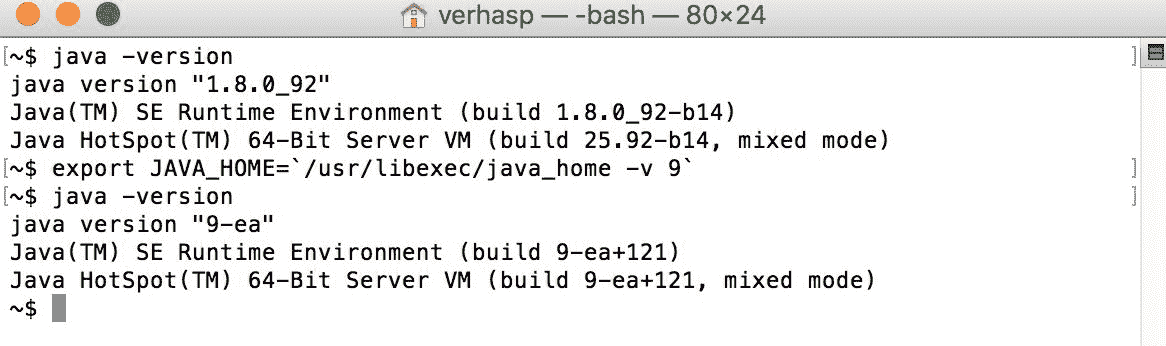 verhasp — -bash — 80×24
[~$ java -version ]
java version "1.8.0_92"
Java(TM) SE Runtime Environment (build 1.8.0_92-b14)
Java HotSpot(TM) 64-Bit Server VM (build 25.92-b14, mixed mode)
[~$ export JAVA_HOME=`/usr/libexec/java_home -v 9` ]
[~$ java -version ]
java version "9-ea"
Java(TM) SE Runtime Environment (build 9-ea+121)
Java HotSpot(TM) 64-Bit Server VM (build 9-ea+121, mixed mode)
~$